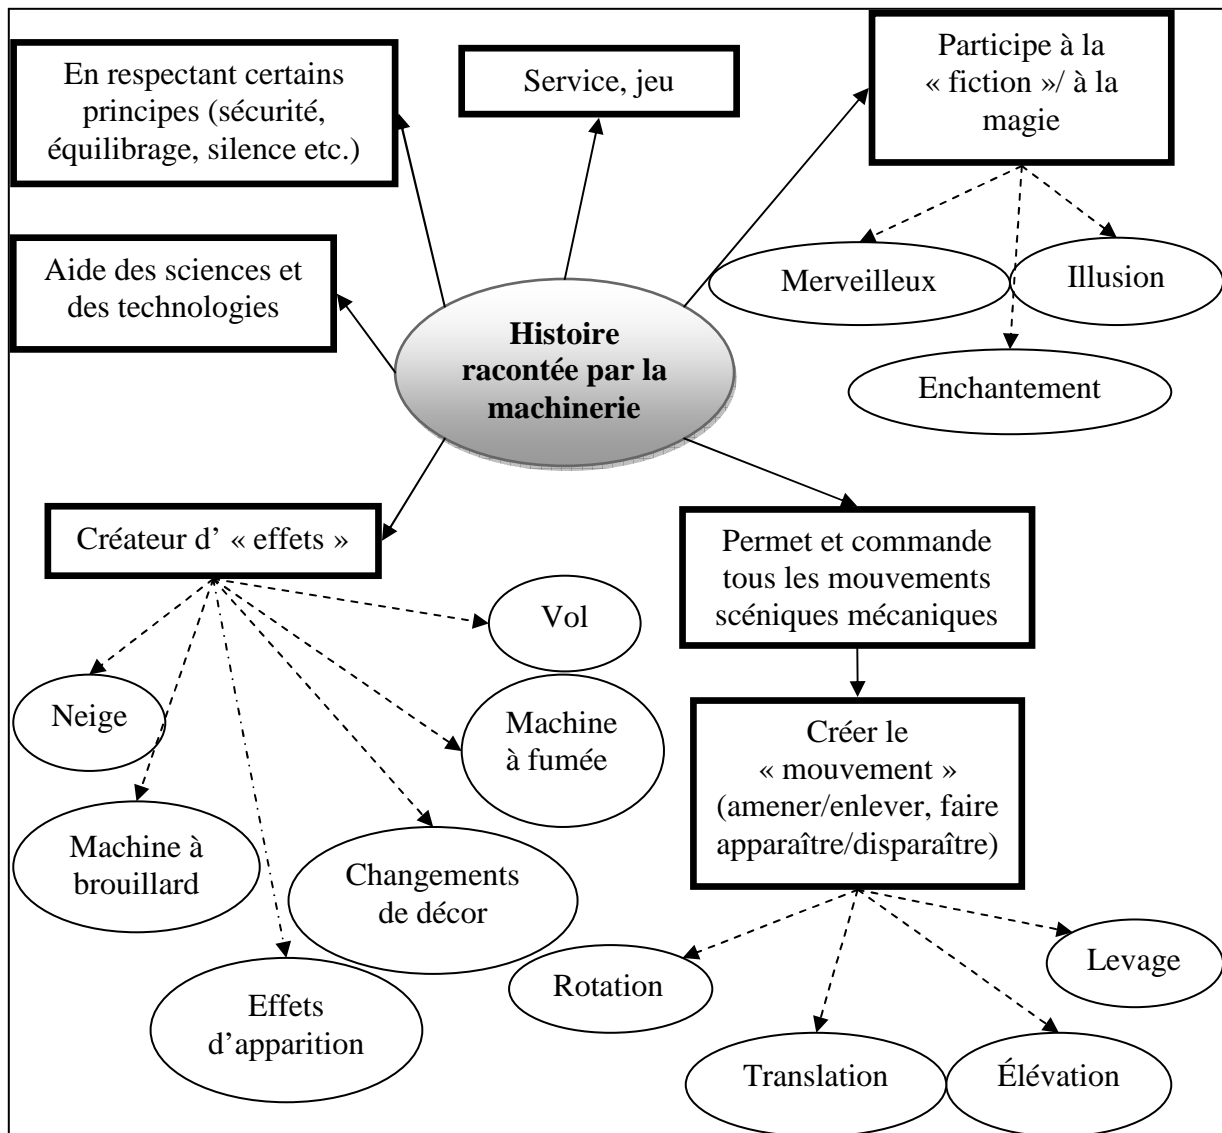 En respectant certains
principes (sécurité,
équilibrage, silence etc.)
Service, jeu
Participe à la
« fiction »/ à la
magie
Aide des sciences et
des technologies
Merveilleux
Illusion
Enchantement
Histoire
racontée par la
machinerie
Créateur d’ « effets »
Permet et commande
tous les mouvements
scéniques mécaniques
Vol
Neige
Machine
à fumée
Machine à
brouillard
Changements
de décor
Effets
d’apparition
Créer le
« mouvement »
(amener/enlever, faire
apparaître/disparaître)
Rotation
Levage
Translation
Élévation